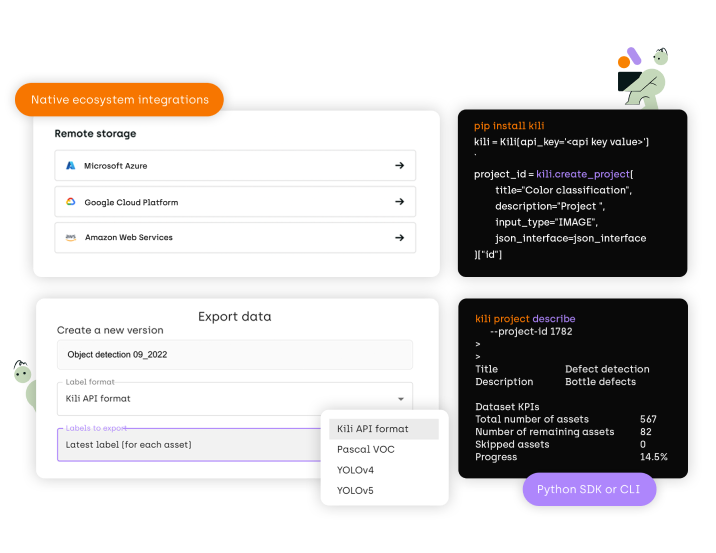 Native ecosystem integrations
Remote storage
Microsoft Azure
Google Cloud Platform
aws
Amazon Web Services
pip install kili
kili = Kili(api_key='<api key value>')
`
project_id = kili.create_project(
title="Color classification",
description="Project ",
input_type="IMAGE",
json_interface=json_interface
)["id"]
Export data
Create a new version
Object detection 09_2022
Label format
Kili API format
Labels to export
Latest label (for each asset)
Kili API format
Pascal VOC
YOLOv4
YOLOv5
kili project describe
--project-id 1782
>
>
Title Defect detection
Description Bottle defects
Dataset KPIs
Total number of assets 567
Number of remaining assets 82
Skipped assets 0
Progress 14.5%
Python SDK or CLI